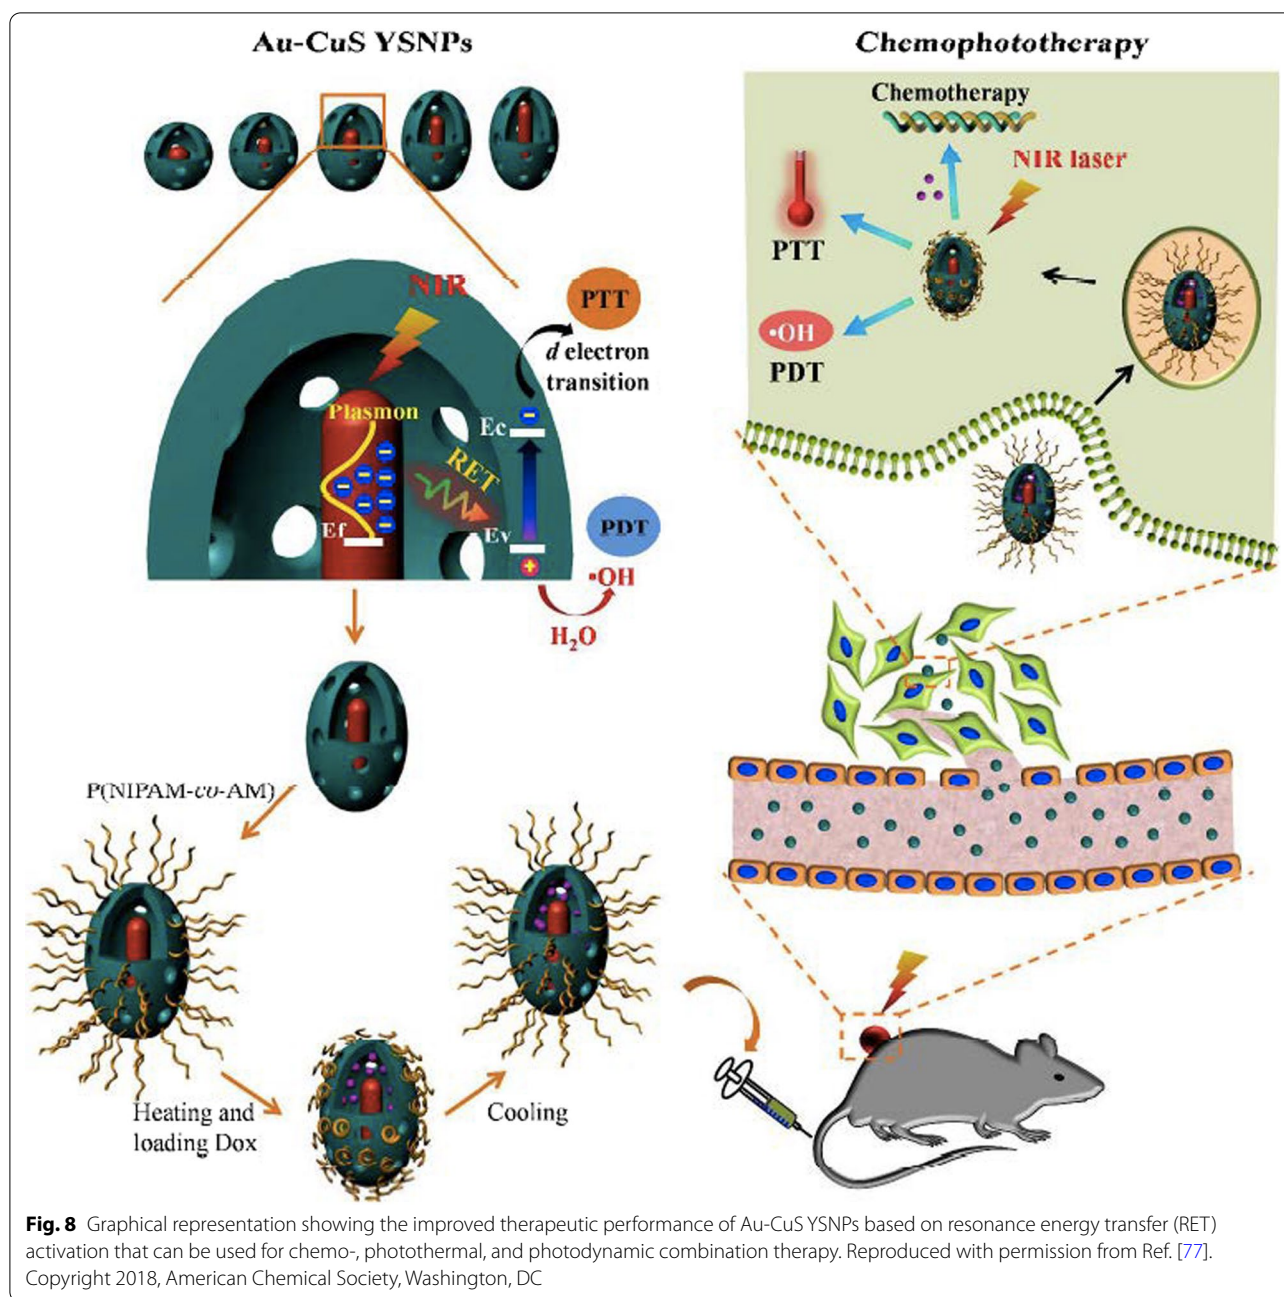 Au-CuS YSNPs
NIR
PTT
d electron
transition
Plasmon
Ec
RET
Ef
Ev
PDT
•OH
H₂O
P(NIPAM-co-AM)
Heating and
loading Dox
Cooling
Chemophototherapy
Chemotherapy
NIR laser
PTT
•OH
PDT
Fig. 8 Graphical representation showing the improved therapeutic performance of Au-CuS YSNPs based on resonance energy transfer (RET)
activation that can be used for chemo-, photothermal, and photodynamic combination therapy. Reproduced with permission from Ref. [77].
Copyright 2018, American Chemical Society, Washington, DC